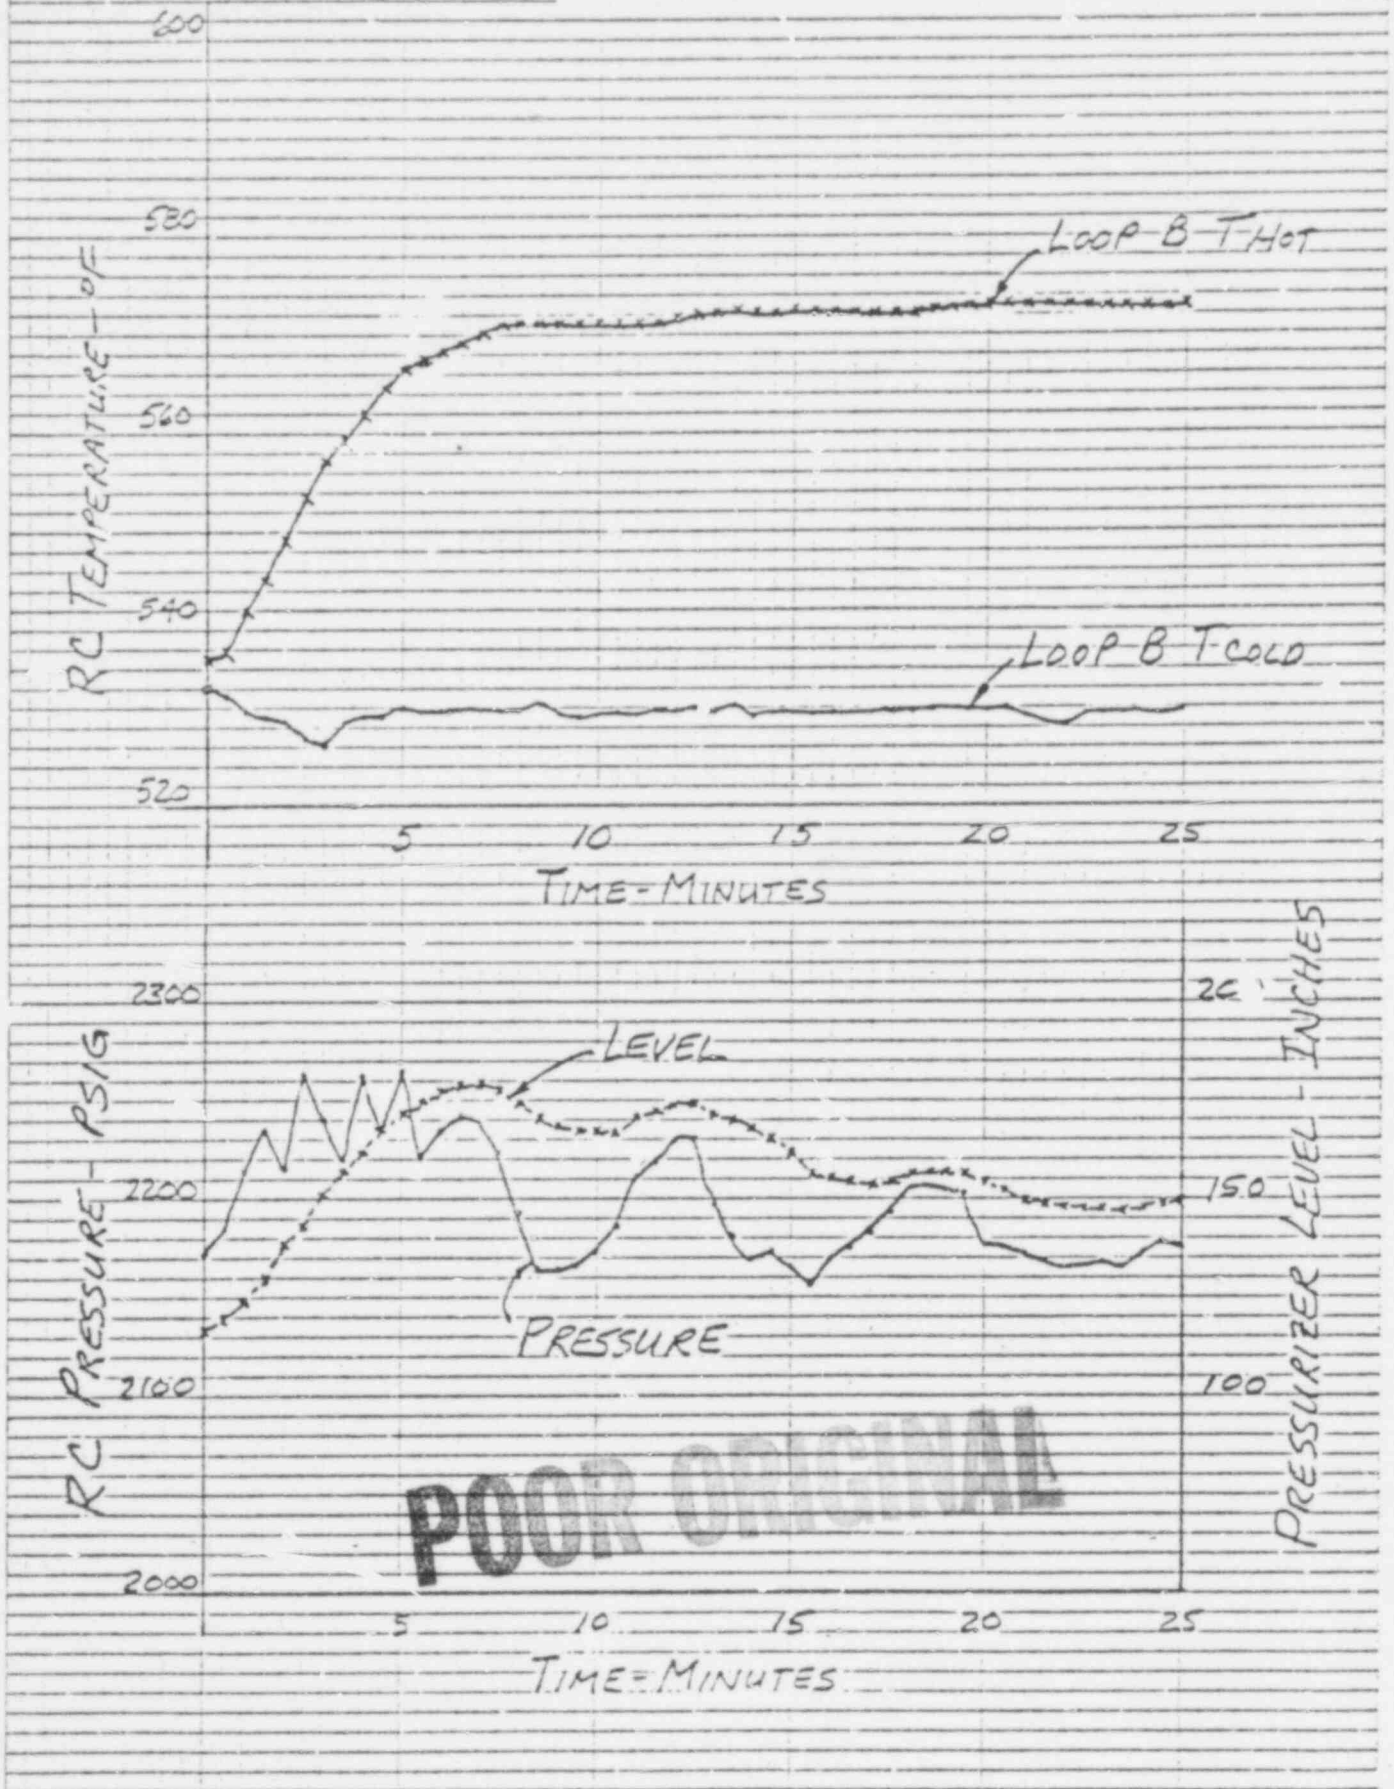 600
580
560
540
520
RC TEMPERATURE - OF
LOOP B T HOT
LOOP B T COLD
5 10 15 20 25
TIME - MINUTES
2300
2200
2100
2000
RC PRESSURE - PSIG
LEVEL
PRESSURE
150
100
PRESSURIZER LEVEL - INCHES
POOR ORIGINAL
5 10 15 20 25
TIME - MINUTES